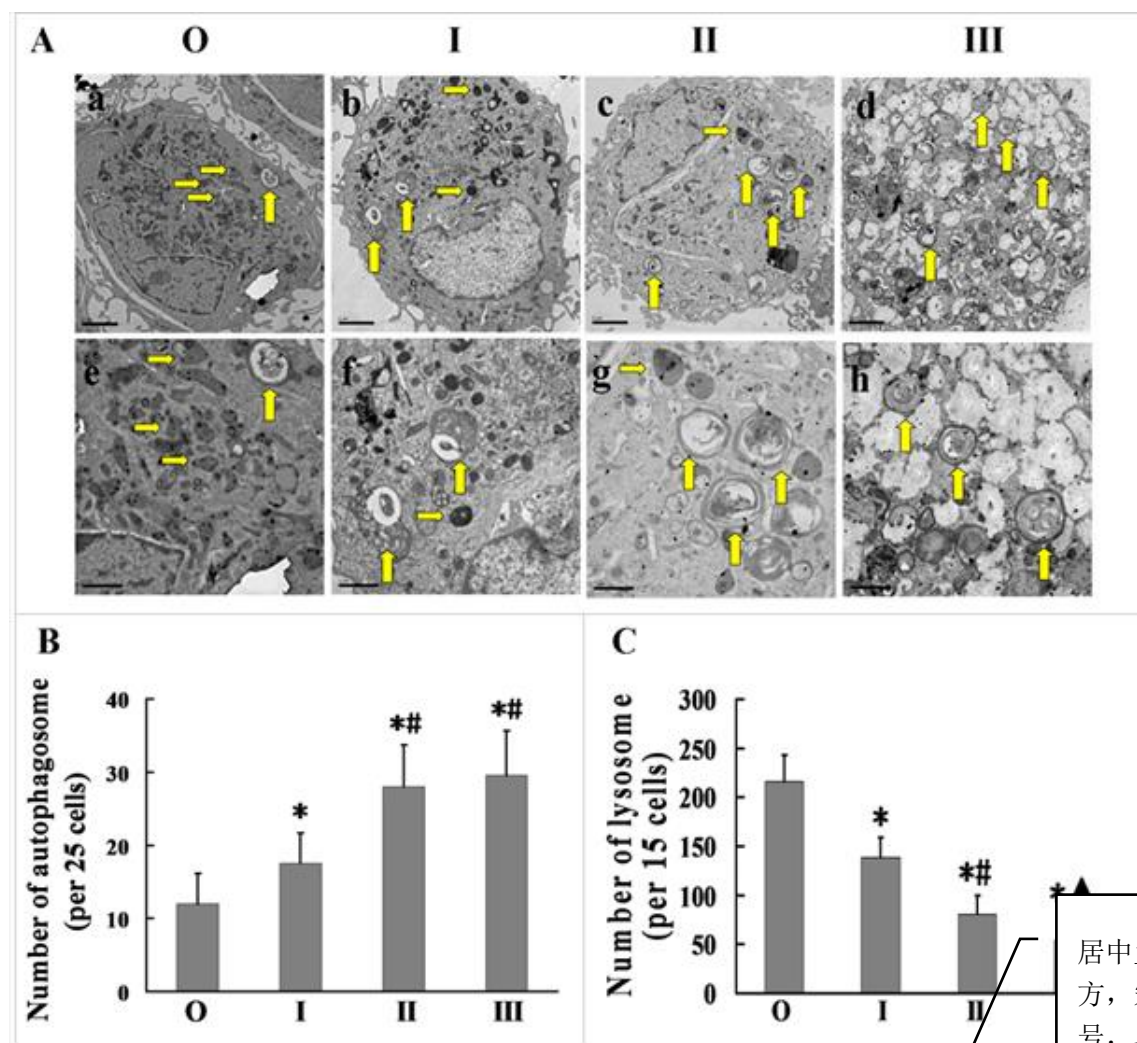 A
O I II III
a b c d
e f g h
B
Number of autophagosome
(per 25 cells)
40
30
20
10
0
* *# *#
O I II III
C
Number of lysosome
(per 15 cells)
300
250
200
150
100
50
0
* *# *▲
O I II
居中
方，
号，